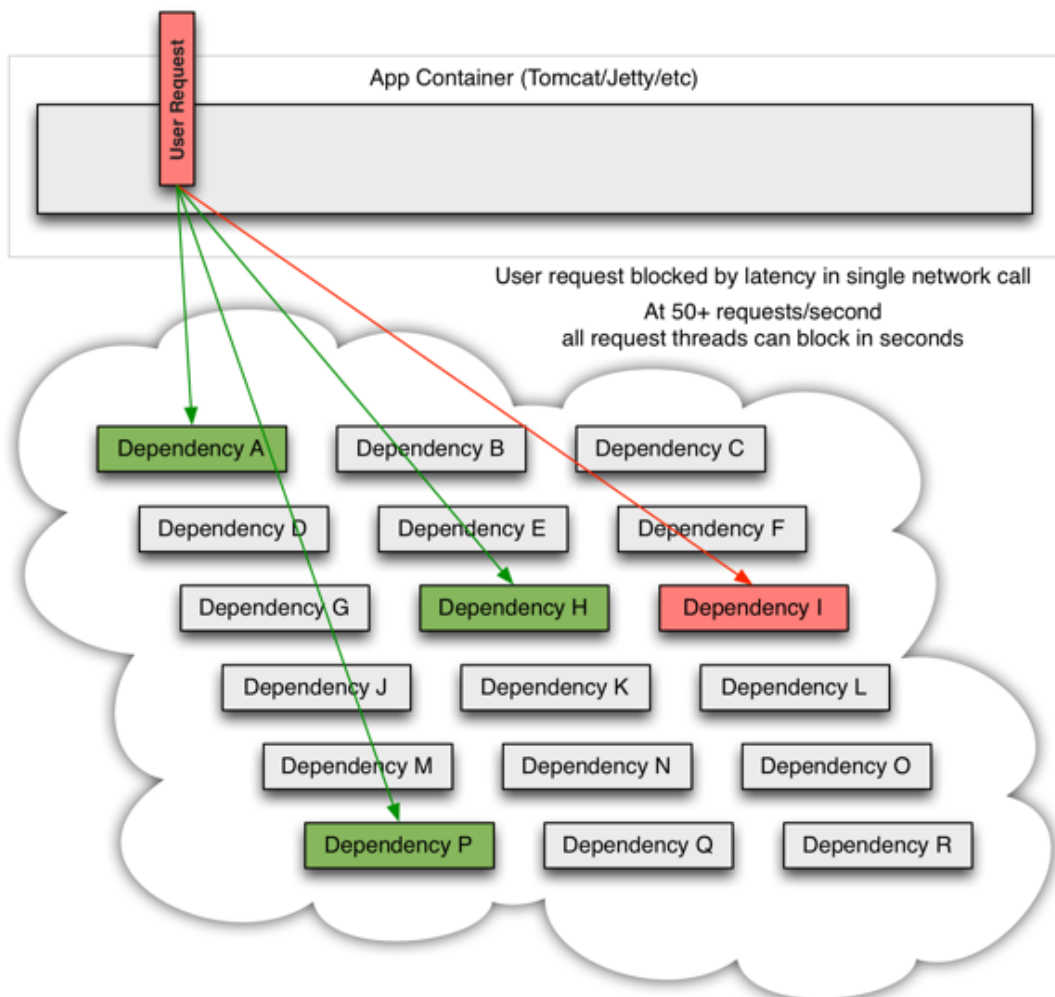 User Request
App Container (Tomcat/Jetty/etc)
User request blocked by latency in single network call
At 50+ requests/second
all request threads can block in seconds
Dependency A
Dependency B
Dependency C
Dependency D
Dependency E
Dependency F
Dependency G
Dependency H
Dependency I
Dependency J
Dependency K
Dependency L
Dependency M
Dependency N
Dependency O
Dependency P
Dependency Q
Dependency R